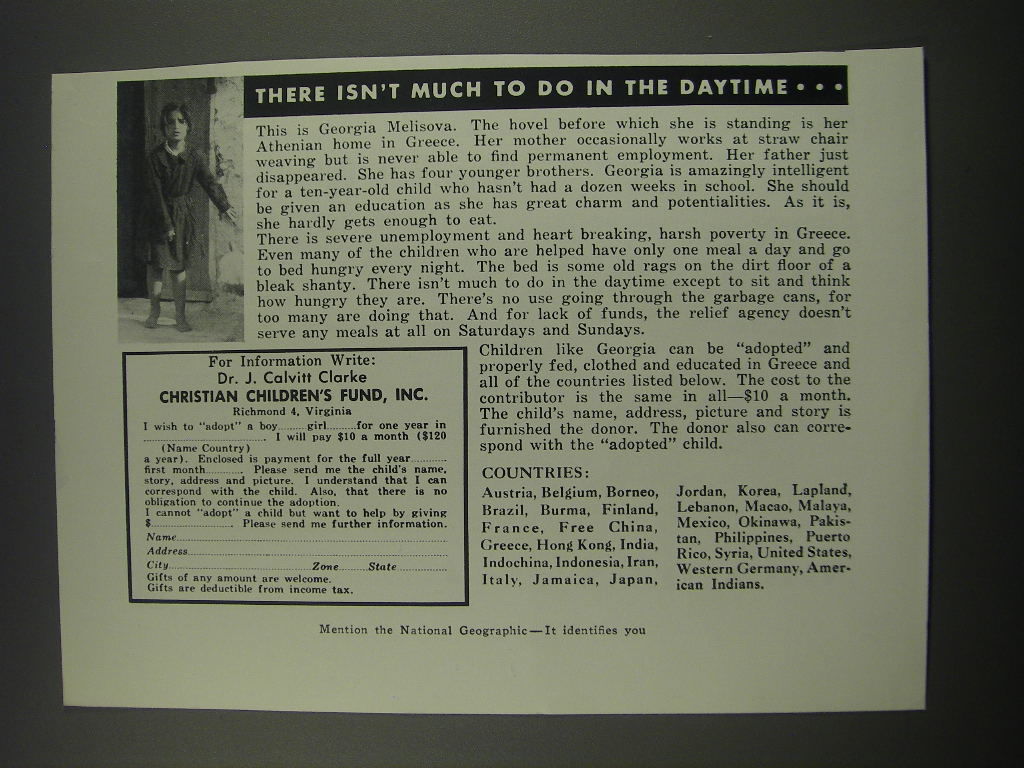 THERE ISN'T MUCH TO DO IN THE DAYTIME • • •
This is Georgia Melisova. The hovel before which she is standing is her
Athenian home in Greece. Her mother occasionally works at straw chair
weaving but is never able to find permanent employment. Her father just
disappeared. She has four younger brothers. Georgia is amazingly intelligent
for a ten-year-old child who hasn't had a dozen weeks in school. She should
be given an education as she has great charm and potentialities. As it is,
she hardly gets enough to eat.
There is severe unemployment and heart breaking, harsh poverty in Greece.
Even many of the children who are helped have only one meal a day and go
to bed hungry every night. The bed is some old rags on the dirt floor of a
bleak shanty. There isn't much to do in the daytime except to sit and think
how hungry they are. There's no use going through the garbage cans, for
too many are doing that. And for lack of funds, the relief agency doesn't
serve any meals at all on Saturdays and Sundays.
Children like Georgia can be "adopted" and
properly fed, clothed and educated in Greece and
all of the countries listed below. The cost to the
contributor is the same in all—$10 a month.
The child's name, address, picture and story is
furnished the donor. The donor also can corre-
spond with the "adopted" child.
COUNTRIES:
Austria, Belgium, Borneo,
Brazil, Burma, Finland,
France, Free China,
Greece, Hong Kong, India,
Indochina, Indonesia, Iran,
Italy, Jamaica, Japan,
Jordan, Korea, Lapland,
Lebanon, Macao, Malaya,
Mexico, Okinawa, Pakis-
tan, Philippines, Puerto
Rico, Syria, United States,
Western Germany, Amer-
ican Indians.
For Information Write:
Dr. J. Calvitt Clarke
CHRISTIAN CHILDREN'S FUND, INC.
Richmond 4, Virginia
I wish to "adopt" a boy........girl........for one year in
.................................. I will pay $10 a month ($120
(Name Country)
a year). Enclosed is payment for the full year...........
first month........... Please send me the child's name,
story, address and picture. I understand that I can
correspond with the child. Also, that there is no
obligation to continue the adoption.
I cannot "adopt" a child but want to help by giving
$....................... Please send me further information.
Name................................................................
Address.............................................................
City........................................Zone........State..............
Gifts of any amount are welcome.
Gifts are deductible from income tax.
Mention the National Geographic—It identifies you